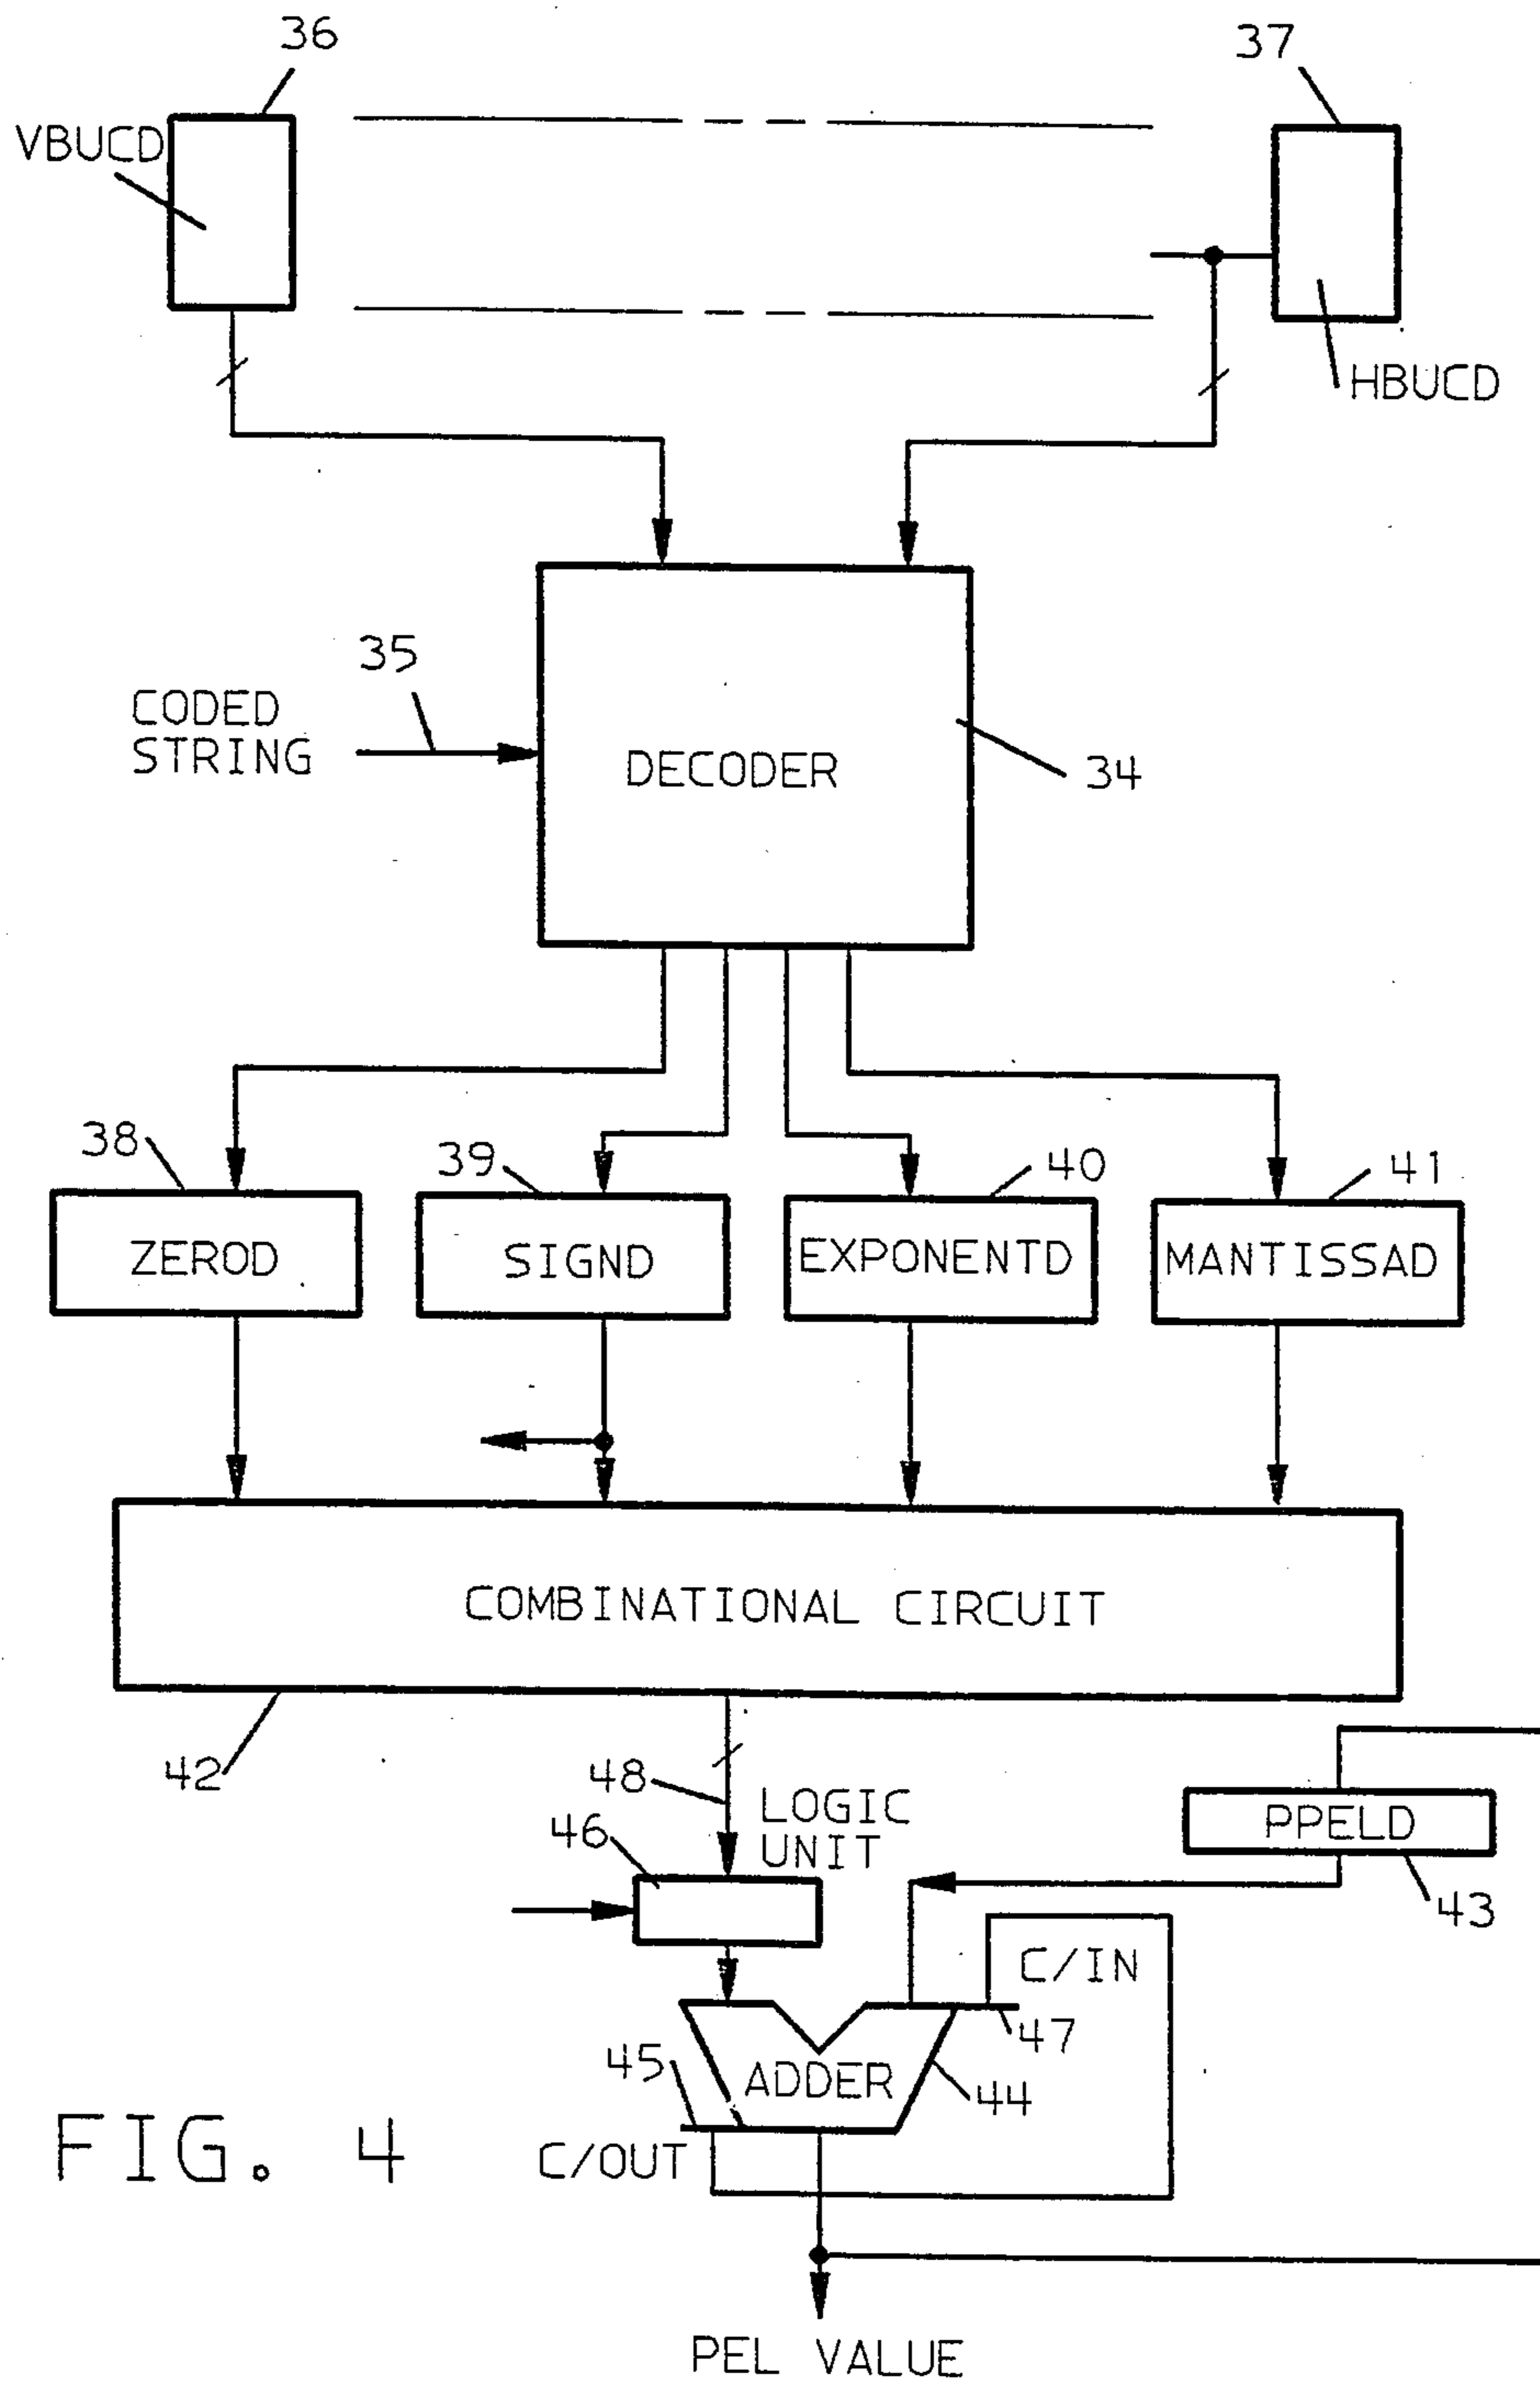 36
37
VBUCD
HBUCD
35
CODED
STRING
DECODER
34
38
39
40
41
ZEROD
SIGND
EXPONENTD
MANTISSAD
COMBINATIONAL CIRCUIT
42
48
LOGIC
UNIT
46
PPELD
43
C/IN
47
45
ADDER
44
FIG. 4
C/OUT
PEL VALUE